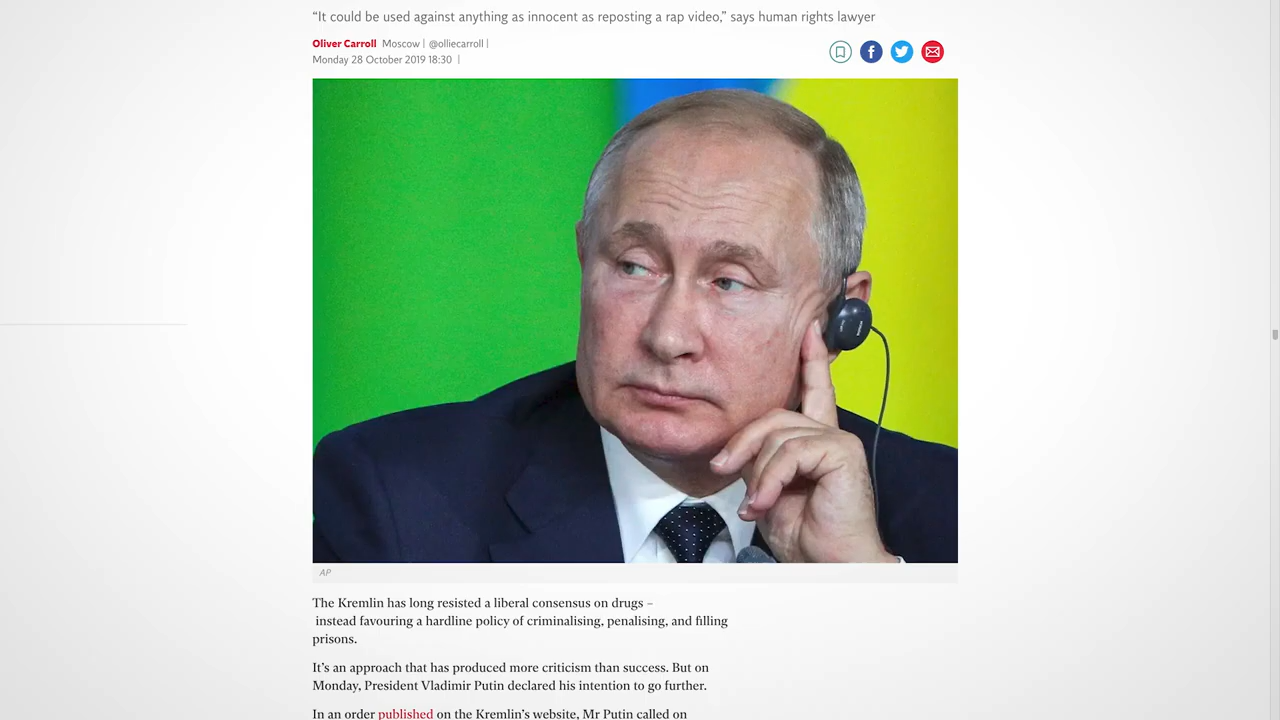 “It could be used against anything as innocent as reposting a rap video,” says human rights lawyer
Oliver Carroll Moscow | @olliecarroll |
Monday 28 October 2019 18:30 |
AP
The Kremlin has long resisted a liberal consensus on drugs –
instead favouring a hardline policy of criminalising, penalising, and filling
prisons.
It’s an approach that has produced more criticism than success. But on
Monday, President Vladimir Putin declared his intention to go further.
In an order published on the Kremlin’s website, Mr Putin called on